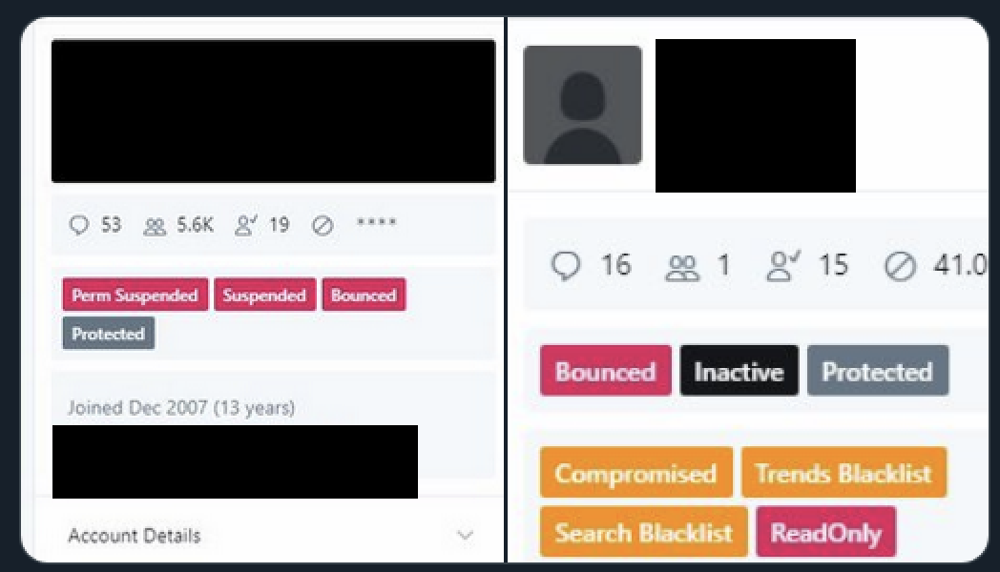 53 5.6K 19 ****
Perm Suspended Suspended Bounced
Protected
Joined Dec 2007 (13 years)
Account Details
16 1 15 41.0
Bounced Inactive Protected
Compromised Trends Blacklist
Search Blacklist ReadOnly